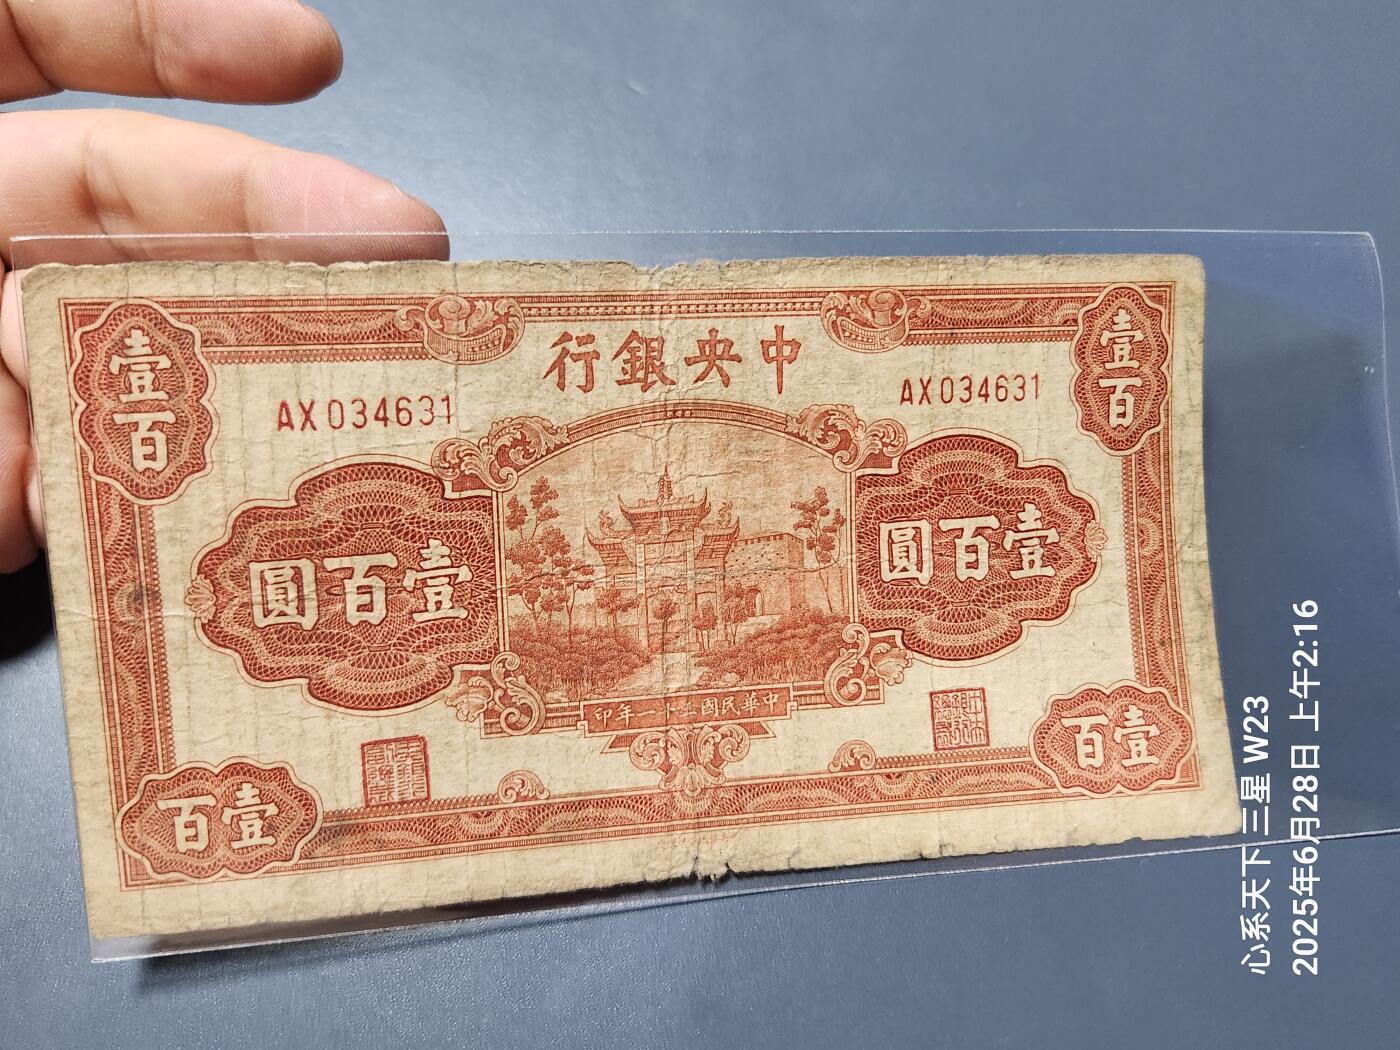 中央銀行
壹百
壹百
AX034631
AX034631
壹百圓
壹百圓
中華民國三十一年印
壹百
壹百
心系天下三星 W23
2025年6月28日 上午2:16